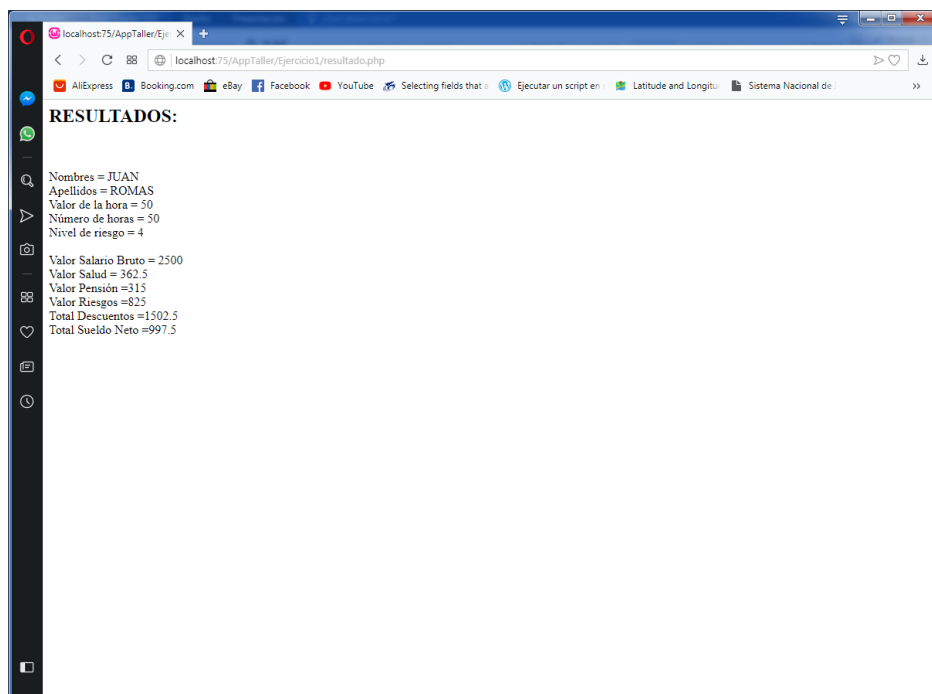 localhost:75/AppTaller/Eje
localhost:75/AppTaller/Ejercicio1/resultado.php
AliExpress
B. Booking.com
eBay
Facebook
YouTube
Selecting fields that a
Ejecutar un script en
Latitude and Longitu
Sistema Nacional de
RESULTADOS:
Nombres = JUAN
Apellidos = ROMAS
Valor de la hora = 50
Número de horas = 50
Nivel de riesgo = 4
Valor Salario Bruto = 2500
Valor Salud = 362.5
Valor Pensión =315
Valor Riesgos =825
Total Descuentos =1502.5
Total Sueldo Neto =997.5